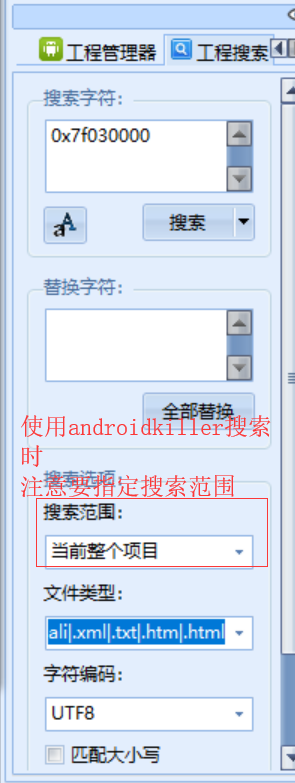 工程管理器 工程搜索
搜索字符:
0x7f030000
aA 搜索
替换字符:
全部替换
使用androidkiller搜索
时
注意要指定搜索范围
搜索选项:
搜索范围:
当前整个项目
文件类型:
ali|.xml|.txt|.htm|.html
字符编码:
UTF8
匹配大小写